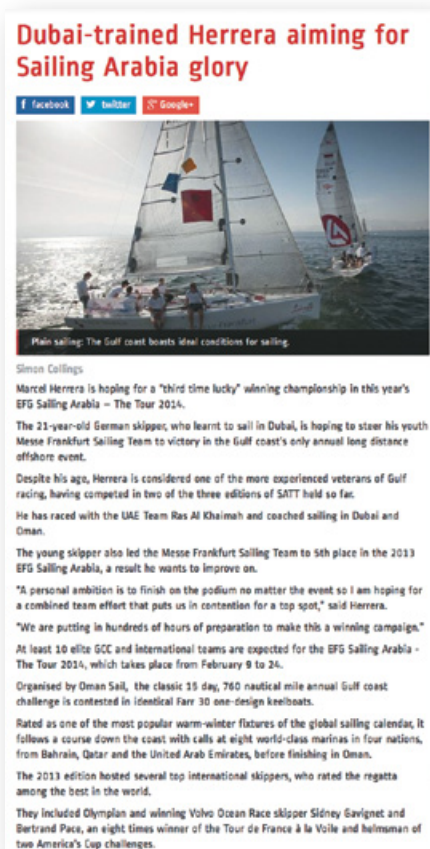 Dubai-trained Herrera aiming for
Sailing Arabia glory
f facebook twitter g+ Google+
Plain sailing: The Gulf coast boasts ideal conditions for sailing.
Simon Collings
Marcel Herrera is hoping for a "third time lucky" winning championship in this year's
EFG Sailing Arabia – The Tour 2014.
The 21-year-old German skipper, who learnt to sail in Dubai, is hoping to steer his youth
Messe Frankfurt Sailing Team to victory in the Gulf coast's only annual long distance
offshore event.
Despite his age, Herrera is considered one of the more experienced veterans of Gulf
racing, having competed in two of the three editions of SATT held so far.
He has raced with the UAE Team Ras Al Khaimah and coached sailing in Dubai and
Oman.
The young skipper also led the Messe Frankfurt Sailing Team to 5th place in the 2013
EFG Sailing Arabia, a result he wants to improve on.
"A personal ambition is to finish on the podium no matter the event so I am hoping for
a combined team effort that puts us in contention for a top spot," said Herrera.
"We are putting in hundreds of hours of preparation to make this a winning campaign."
At least 10 elite GCC and international teams are expected for the EFG Sailing Arabia -
The Tour 2014, which takes place from February 9 to 24.
Organised by Oman Sail, the classic 15 day, 760 nautical mile annual Gulf coast
challenge is contested in identical Farr 30 one-design keelboats.
Rated as one of the most popular warm-winter fixtures of the global sailing calendar, it
follows a course down the coast with calls at eight world-class marinas in four nations,
from Bahrain, Qatar and the United Arab Emirates, before finishing in Oman.
The 2013 edition hosted several top international skippers, who rated the regatta
among the best in the world.
They included Olympian and winning Volvo Ocean Race skipper Sidney Gavignet and
Bertrand Pace, an eight times winner of the Tour de France à la Voile and helmsman of
two America's Cup challenges.